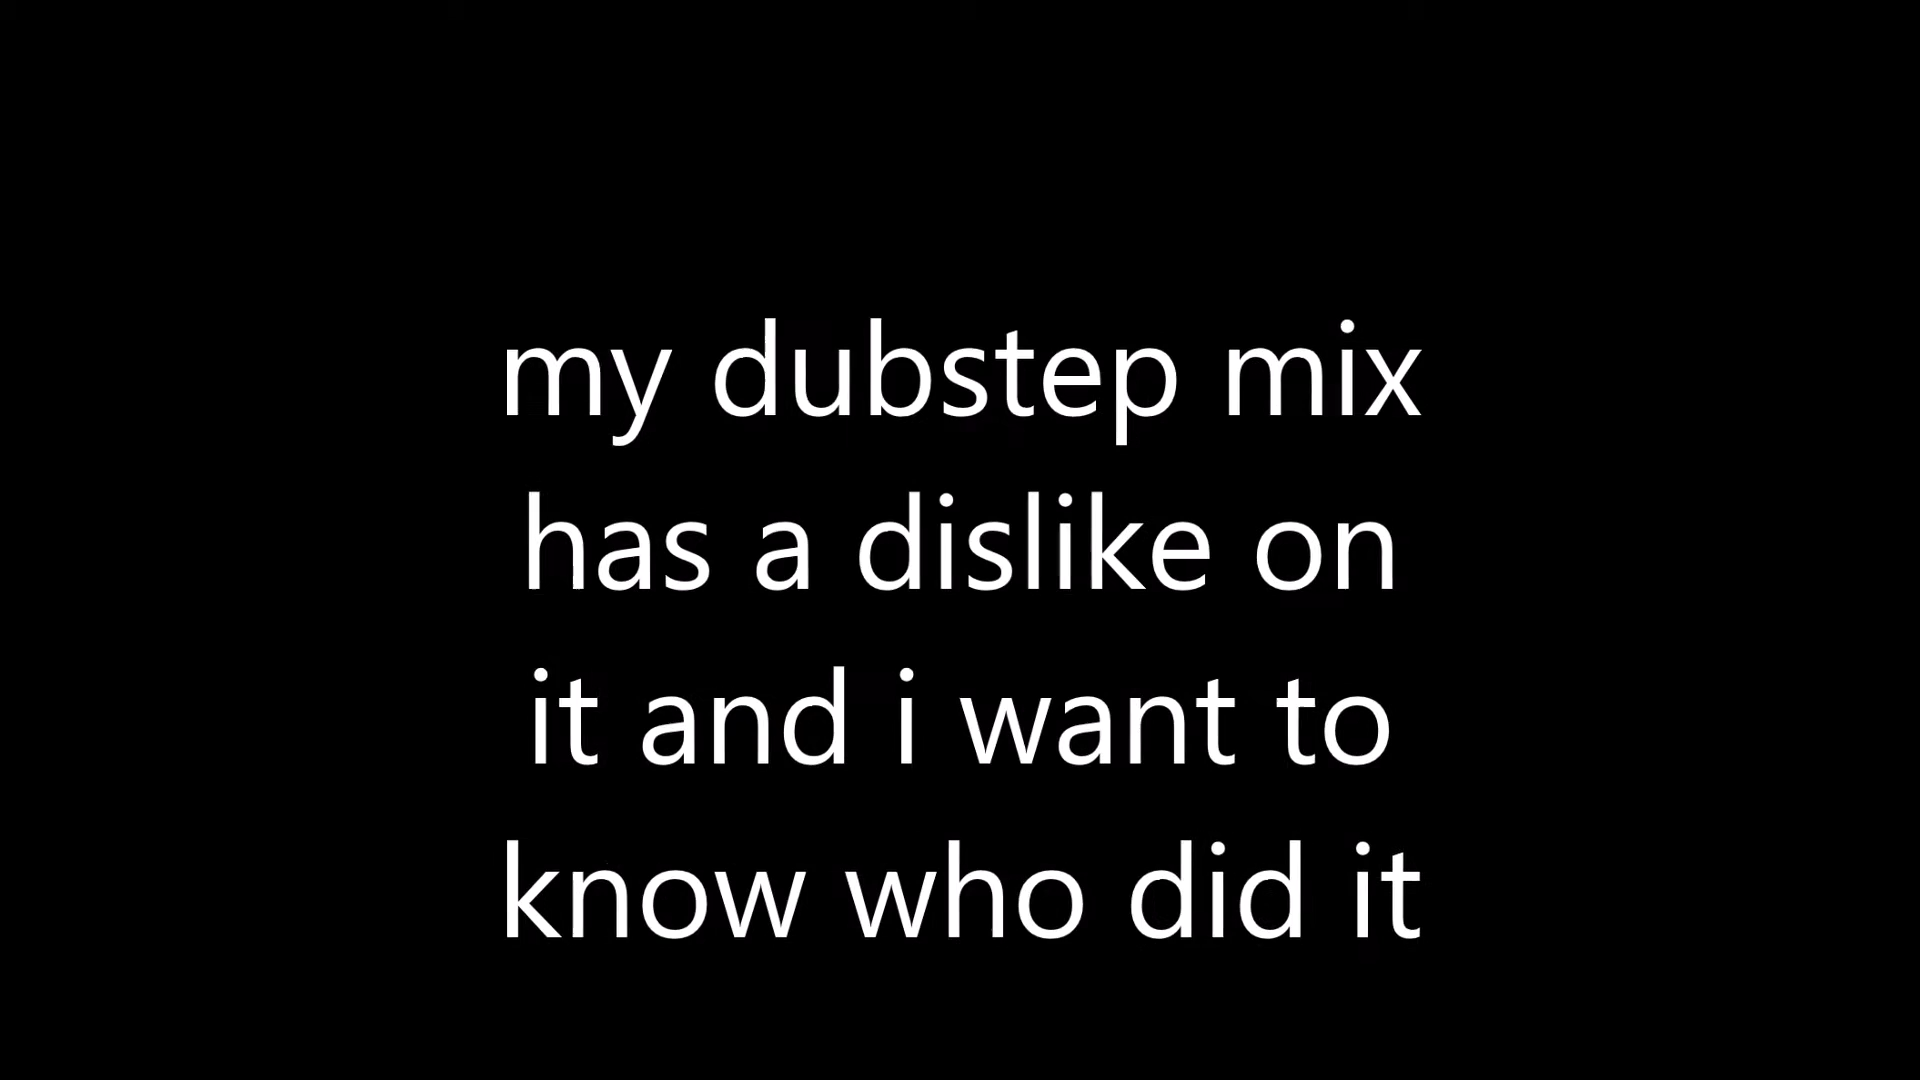 my dubstep mix
has a dislike on
it and i want to
know who did it